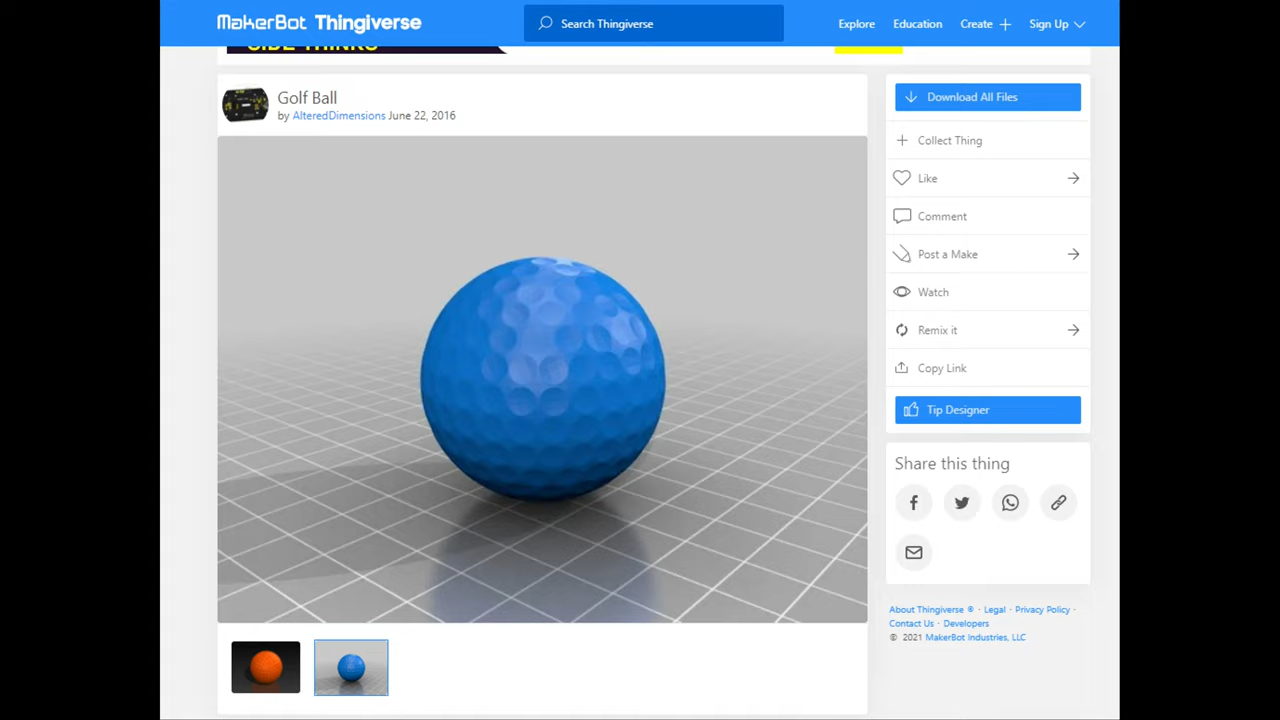 MakerBot Thingiverse
Search Thingiverse
Explore
Education
Create
Sign Up
SIDE THINKS
Golf Ball
by AlteredDimensions June 22, 2016
Download All Files
Collect Thing
Like
Comment
Post a Make
Watch
Remix it
Copy Link
Tip Designer
Share this thing
About Thingiverse ® · Legal · Privacy Policy ·
Contact Us · Developers
© 2021 MakerBot Industries, LLC